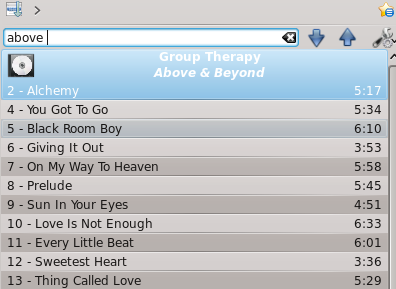 above
Group Therapy
Above & Beyond
2 - Alchemy 5:17
4 - You Got To Go 5:34
5 - Black Room Boy 6:10
6 - Giving It Out 3:53
7 - On My Way To Heaven 5:58
8 - Prelude 5:45
9 - Sun In Your Eyes 4:51
10 - Love Is Not Enough 6:33
11 - Every Little Beat 6:01
12 - Sweetest Heart 3:36
13 - Thing Called Love 5:29